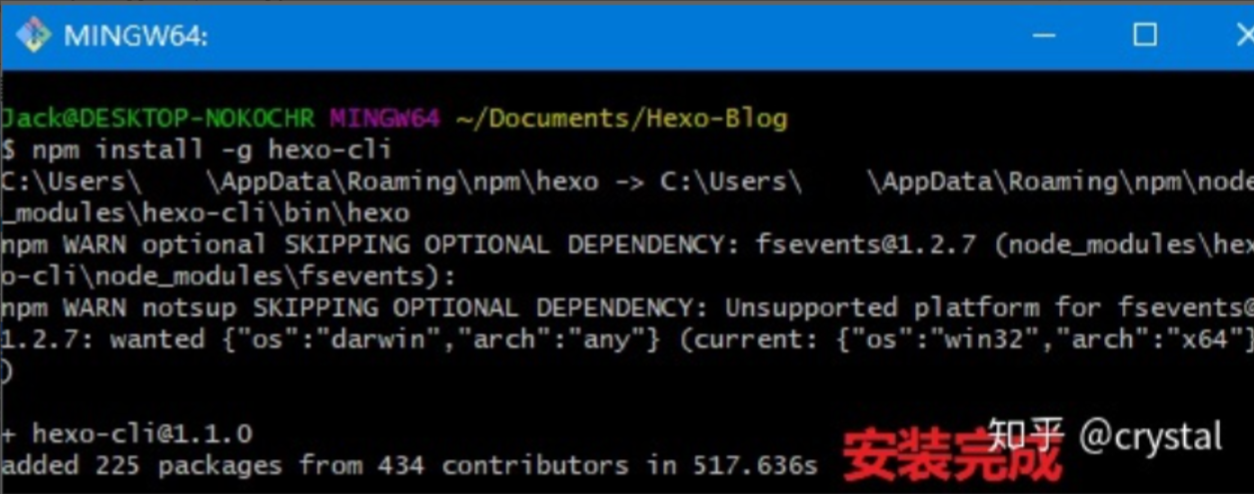 MINGW64:
Jack@DESKTOP-NOKOCHR MINGW64 ~/Documents/Hexo-Blog
$ npm install -g hexo-cli
C:\Users\ \AppData\Roaming\npm\hexo -> C:\Users\ \AppData\Roaming\npm\node
_modules\hexo-cli\bin\hexo
npm WARN optional SKIPPING OPTIONAL DEPENDENCY: fsevents@1.2.7 (node_modules\hex
o-cli\node_modules\fsevents):
npm WARN notsup SKIPPING OPTIONAL DEPENDENCY: Unsupported platform for fsevents@
1.2.7: wanted {"os":"darwin","arch":"any"} (current: {"os":"win32","arch":"x64"}
)
+ hexo-cli@1.1.0
added 225 packages from 434 contributors in 517.636s
安装完成
知乎 @crystal